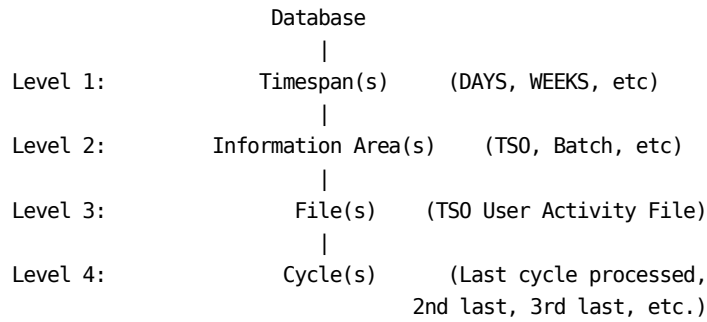 Database
|
Level 1: Timespan(s) (DAYS, WEEKS, etc)
|
Level 2: Information Area(s) (TSO, Batch, etc)
|
Level 3: File(s) (TSO User Activity File)
|
Level 4: Cycle(s) (Last cycle processed,
2nd last, 3rd last, etc.)